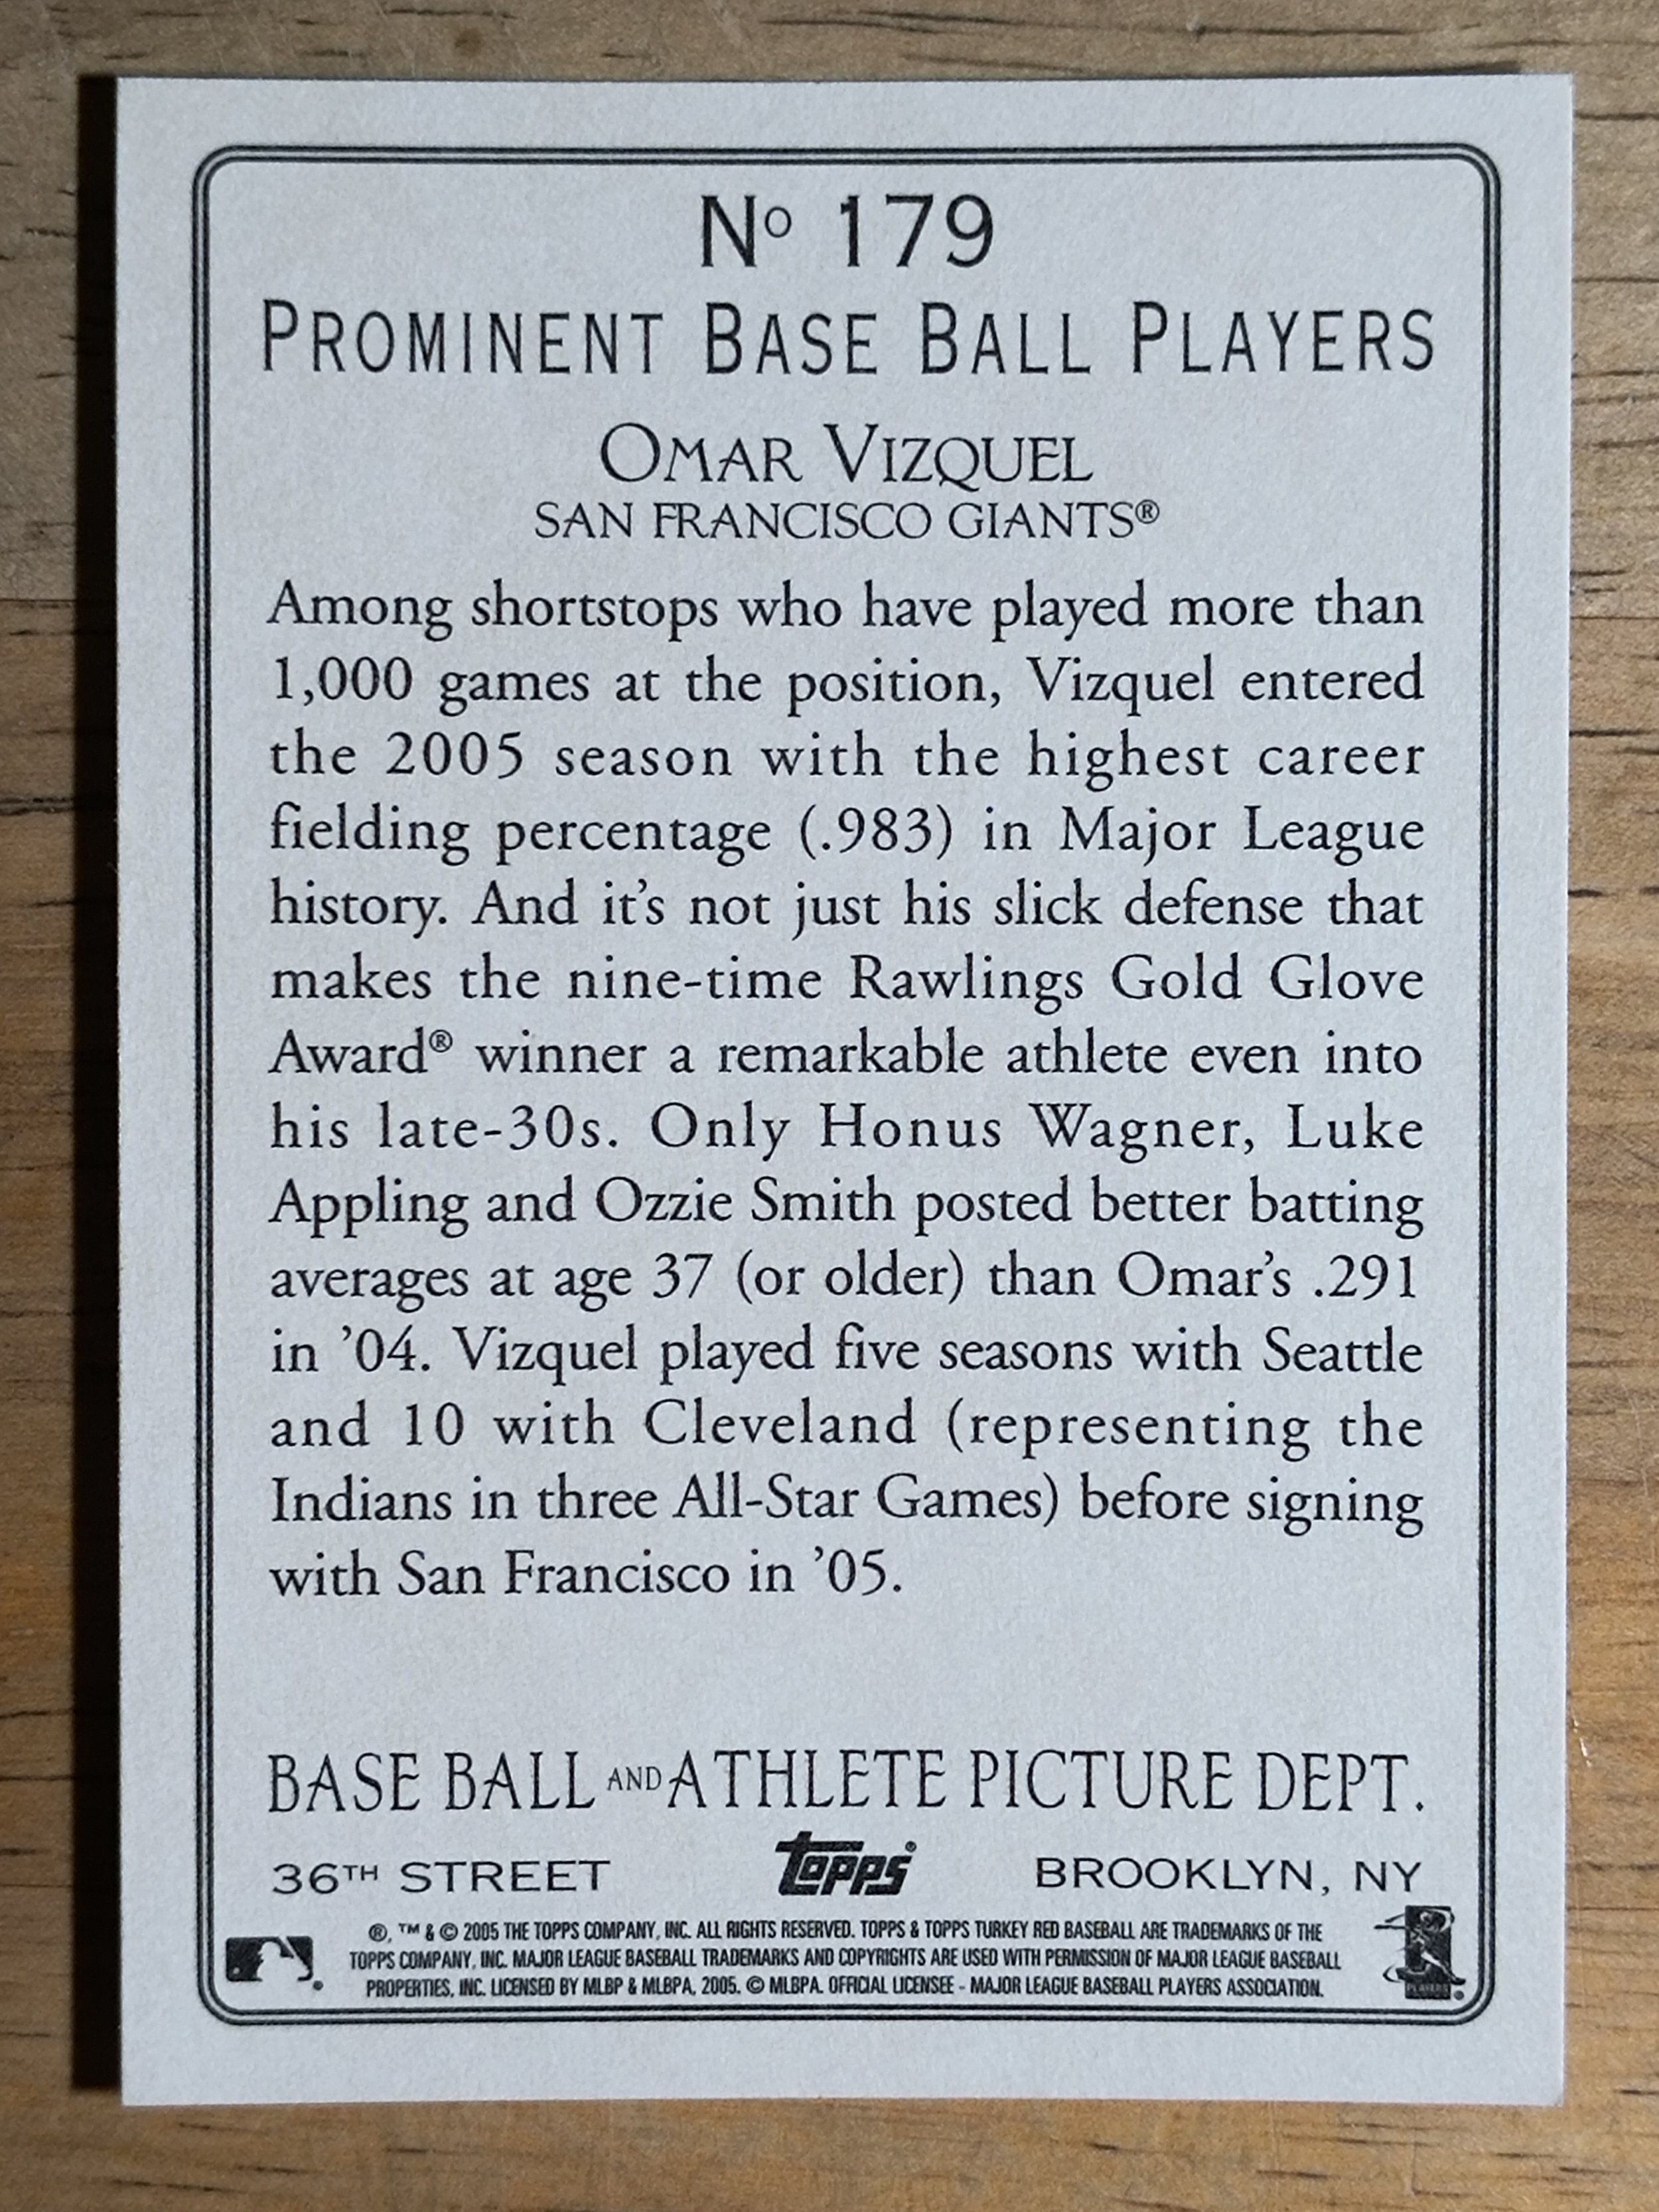 Nº 179
PROMINENT BASE BALL PLAYERS
OMAR VIZQUEL
SAN FRANCISCO GIANTS®
Among shortstops who have played more than
1,000 games at the position, Vizquel entered
the 2005 season with the highest career
fielding percentage (.983) in Major League
history. And it's not just his slick defense that
makes the nine-time Rawlings Gold Glove
Award® winner a remarkable athlete even into
his late-30s. Only Honus Wagner, Luke
Appling and Ozzie Smith posted better batting
averages at age 37 (or older) than Omar's .291
in ’04. Vizquel played five seasons with Seattle
and 10 with Cleveland (representing the
Indians in three All-Star Games) before signing
with San Francisco in ’05.
BASE BALL AND ATHLETE PICTURE DEPT.
36TH STREET topps® BROOKLYN, NY
®, ™ & © 2005 THE TOPPS COMPANY, INC. ALL RIGHTS RESERVED. TOPPS & TOPPS TURKEY RED BASEBALL ARE TRADEMARKS OF THE
TOPPS COMPANY, INC. MAJOR LEAGUE BASEBALL TRADEMARKS AND COPYRIGHTS ARE USED WITH PERMISSION OF MAJOR LEAGUE BASEBALL
PROPERTIES, INC. LICENSED BY MLBP & MLBPA, 2005. © MLBPA. OFFICIAL LICENSEE - MAJOR LEAGUE BASEBALL PLAYERS ASSOCIATION.
PLAYERS